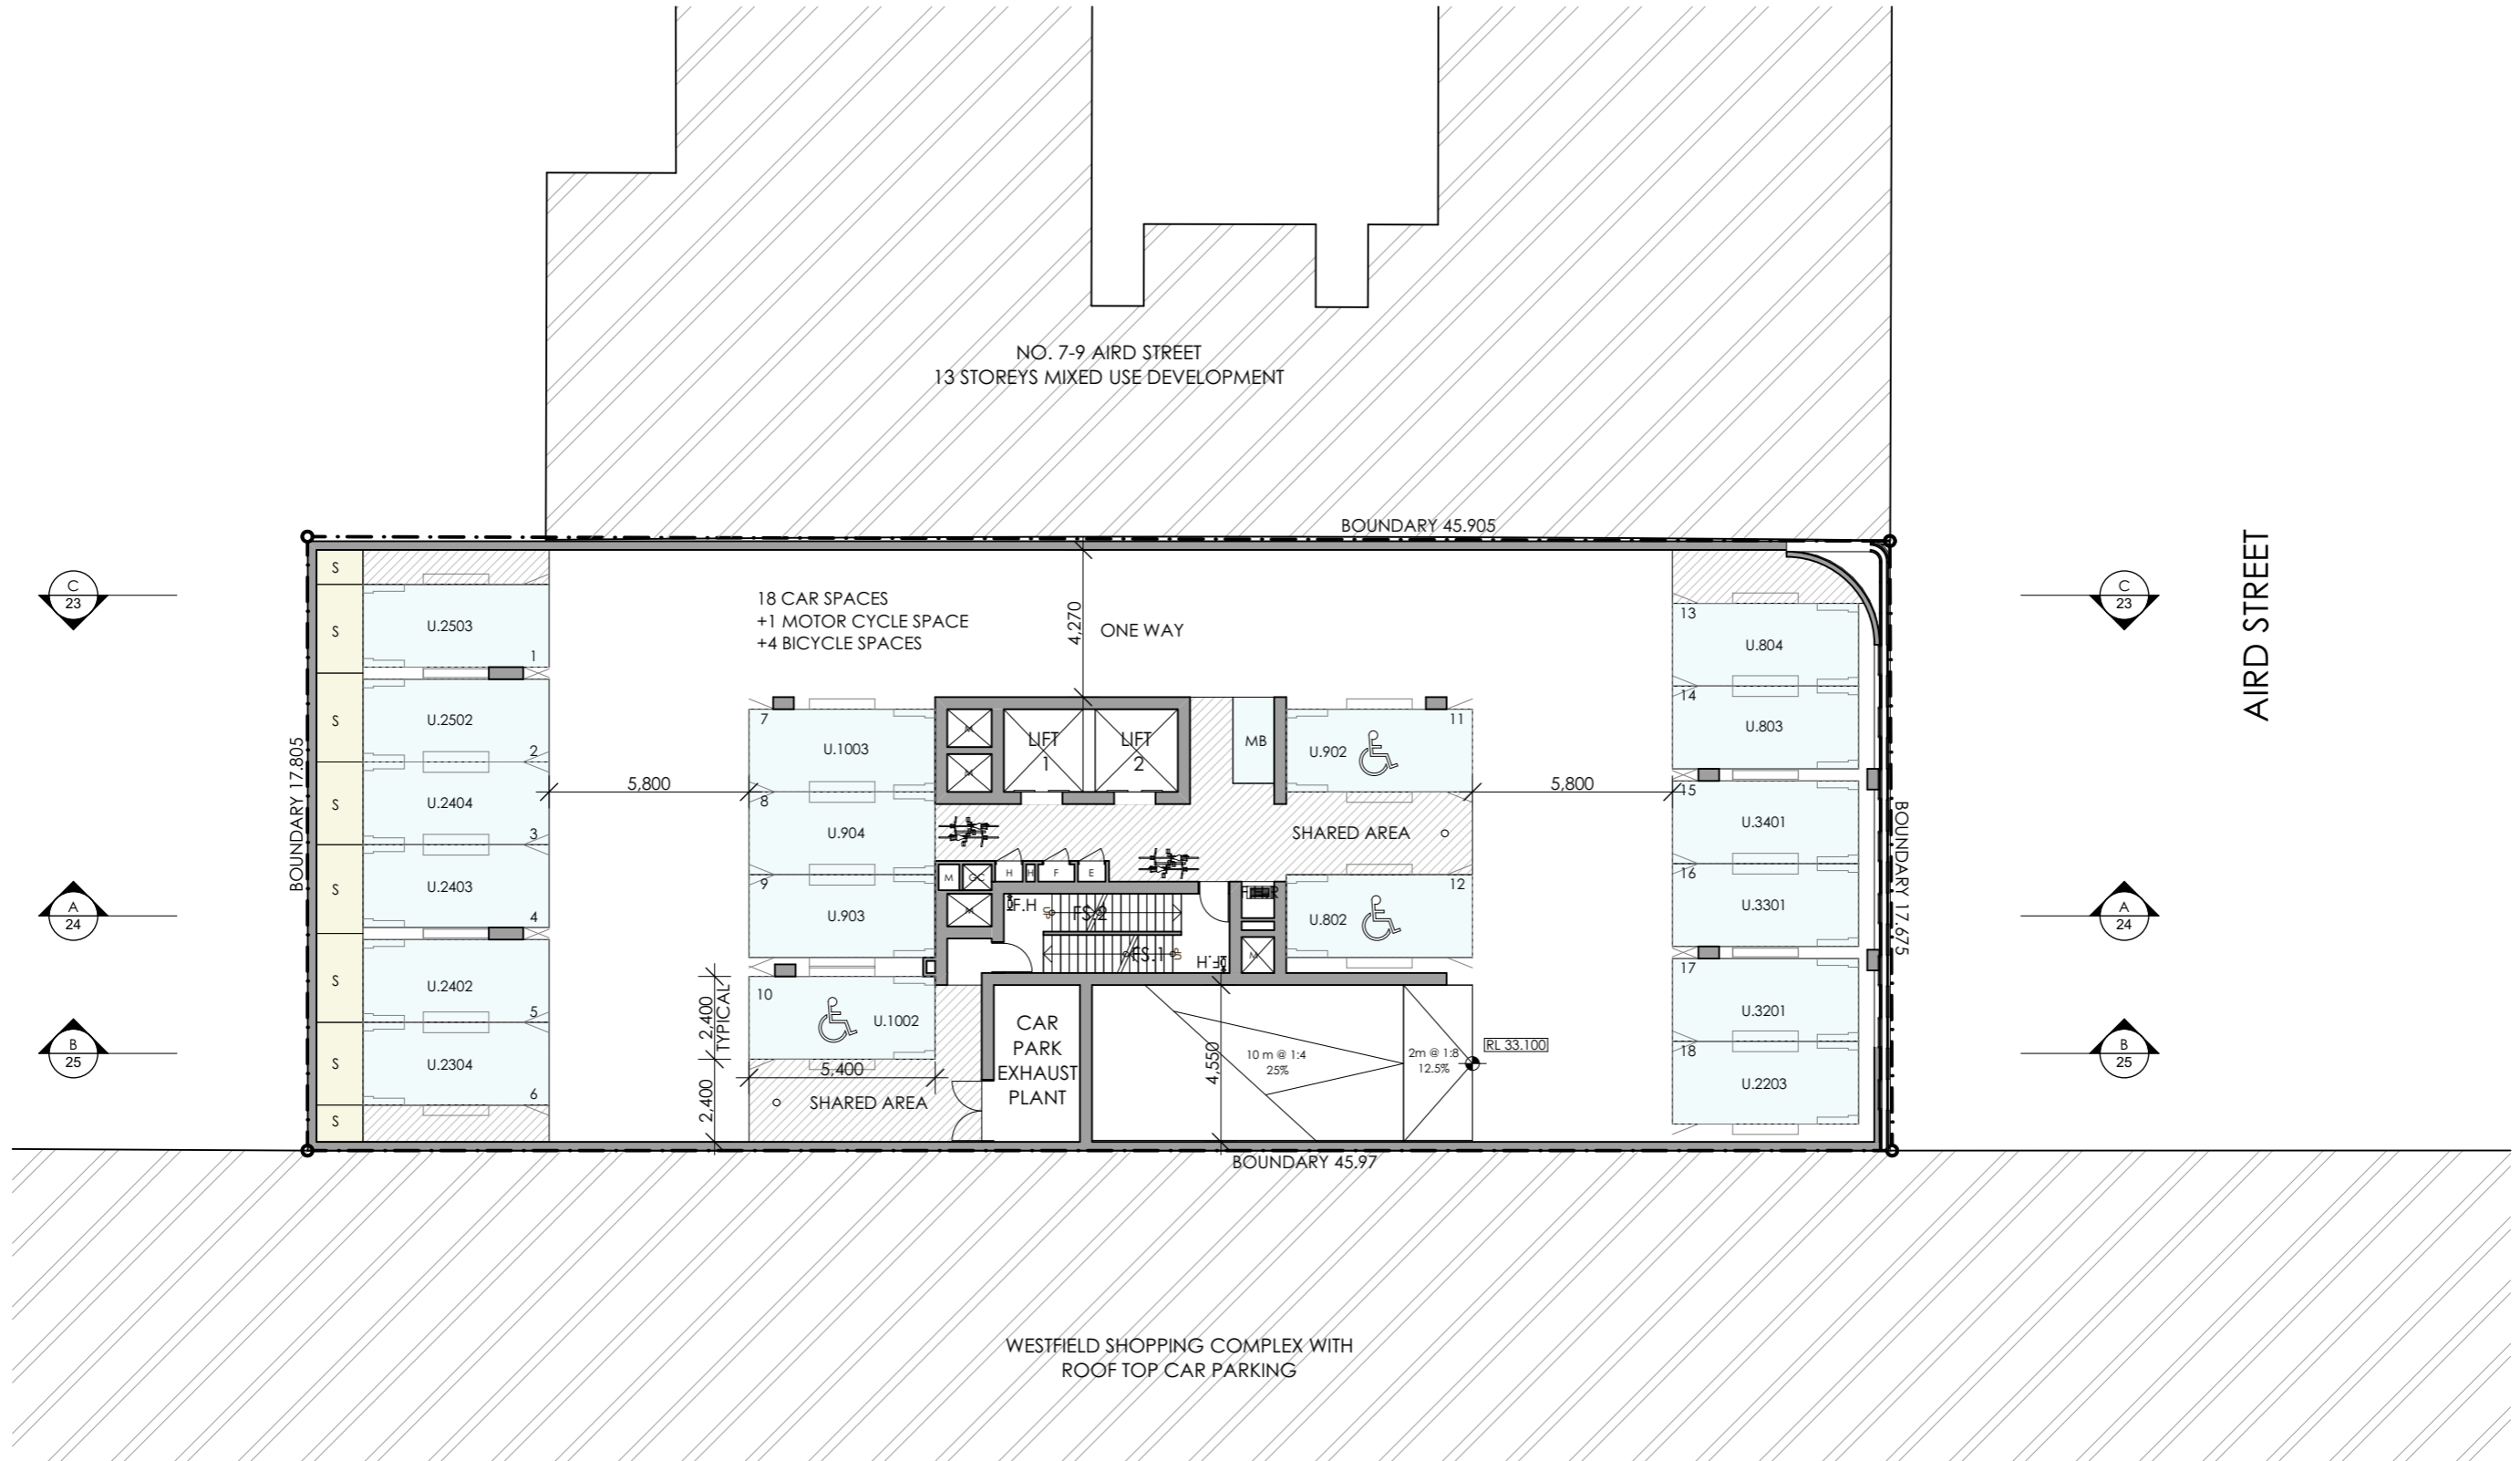 NO. 7-9 AIRD STREET
13 STOREYS MIXED USE DEVELOPMENT
BOUNDARY 45.905
AIRD STREET
C
23
C
23
A
24
A
24
B
25
B
25
BOUNDARY 17.805
BOUNDARY 17.675
BOUNDARY 45.97
18 CAR SPACES
+1 MOTOR CYCLE SPACE
+4 BICYCLE SPACES
4,270
ONE WAY
S
S
S
S
S
S
S
S
U.2503
1
U.2502
2
U.2404
3
U.2403
4
U.2402
5
U.2304
6
5,800
7
U.1003
8
U.904
9
U.903
10
U.1002
2,400
TYPICAL
2,400
5,400
SHARED AREA
M
M
LIFT
1
LIFT
2
MB
11
U.902
SHARED AREA
12
U.802
M
GC
H
H
F
E
M
F.H
FS.2
UP
FS.1
UP
F.H
F.H.R
M
CAR
PARK
EXHAUST
PLANT
4,550
10 m @ 1:4
25%
2m @ 1:8
12.5%
RL 33.100
5,800
13
U.804
14
U.803
15
U.3401
16
U.3301
17
U.3201
18
U.2203
WESTFIELD SHOPPING COMPLEX WITH
ROOF TOP CAR PARKING